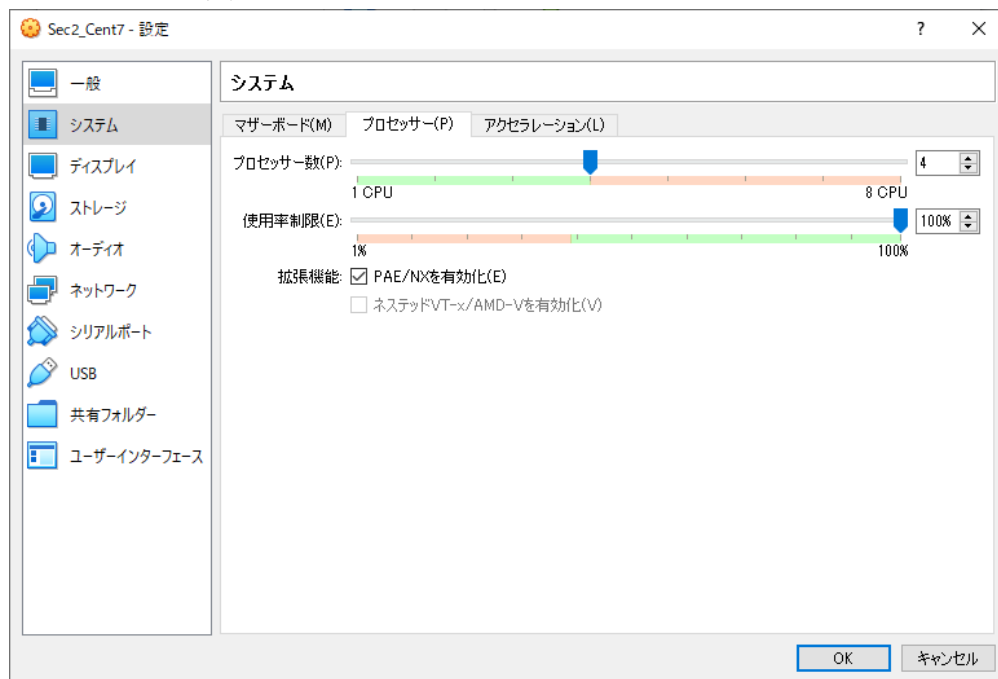 Sec2_Cent7 - 設定
?
×
一般
システム
ディスプレイ
ストレージ
オーディオ
ネットワーク
シリアルポート
USB
共有フォルダー
ユーザーインターフェース
システム
マザーボード(M) プロセッサー(P) アクセラレーション(L)
プロセッサー数(P): 4
1 CPU 8 CPU
使用率制限(E): 100%
1% 100%
拡張機能: PAE/NXを有効化(E)
ネステッドVT-x/AMD-Vを有効化(V)
OK キャンセル